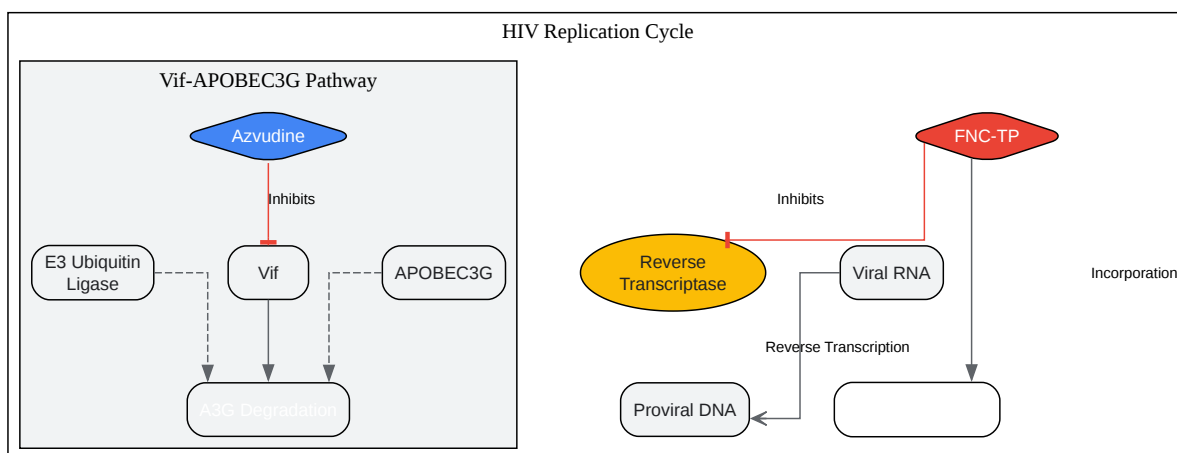 HIV Replication Cycle
Vif-APOBEC3G Pathway
Azvudine
FNC-TP
Inhibits
Inhibits
E3 Ubiquitin
Ligase
Vif
APOBEC3G
Reverse
Transcriptase
Viral RNA
Incorporation
Reverse Transcription
A3G Degradation
Proviral DNA